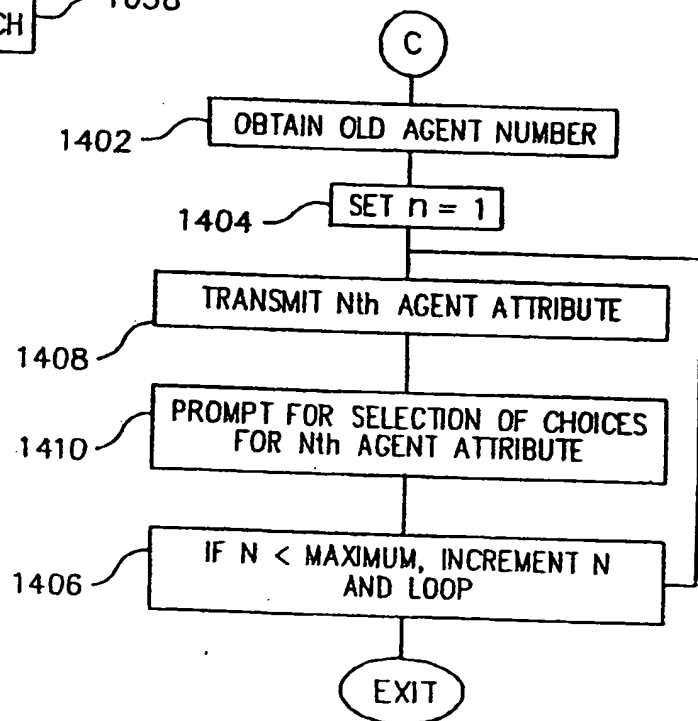 CH
C
1402
OBTAIN OLD AGENT NUMBER
1404
SET n = 1
TRANSMIT Nth AGENT ATTRIBUTE
1408
PROMPT FOR SELECTION OF CHOICES
FOR Nth AGENT ATTRIBUTE
1410
IF N < MAXIMUM, INCREMENT N
AND LOOP
1406
EXIT